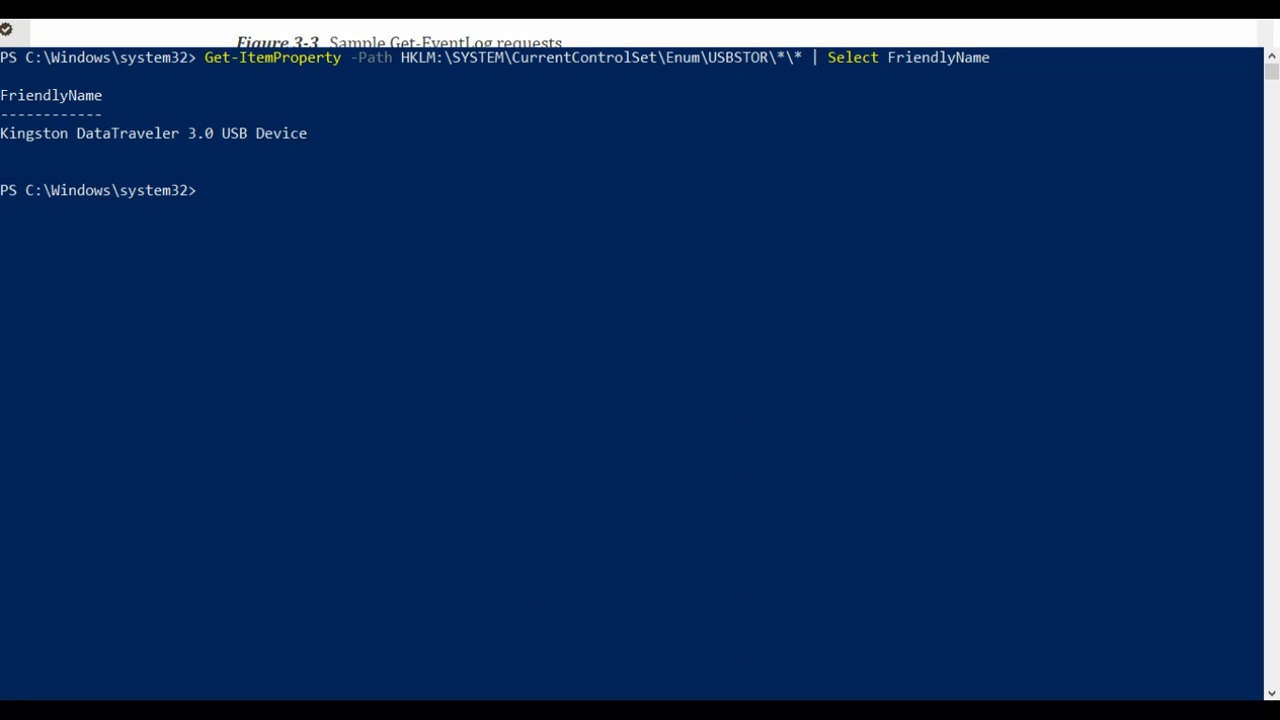 Figure 3-3 Sample Get-EventLog requests
PS C:\Windows\system32> Get-ItemProperty -Path HKLM:\SYSTEM\CurrentControlSet\Enum\USBSTOR\*\* | Select FriendlyName
FriendlyName
------------
Kingston DataTraveler 3.0 USB Device
PS C:\Windows\system32>